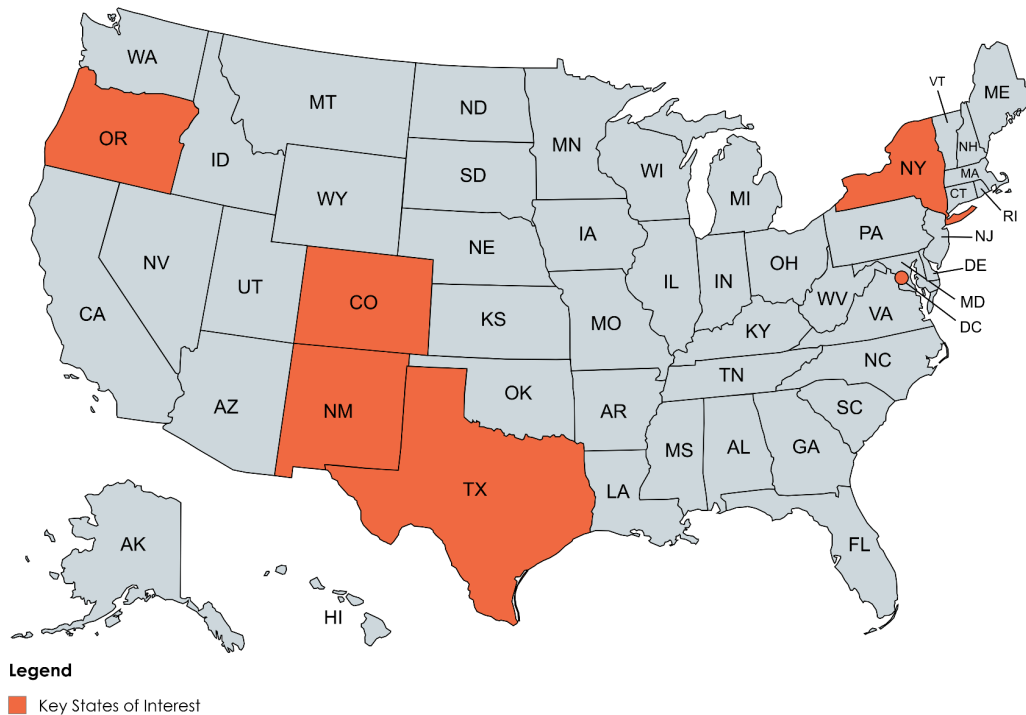 WA
VT
ME
MT
ND
OR
MN
NH
ID
WI
NY
MA
SD
CT
WY
MI
RI
IA
PA
NJ
NE
NV
OH
DE
UT
IL
IN
CO
WV
MD
CA
KS
MO
VA
DC
KY
NC
TN
OK
AZ
NM
AR
SC
MS
AL
GA
TX
LA
AK
FL
HI
Legend
Key States of Interest